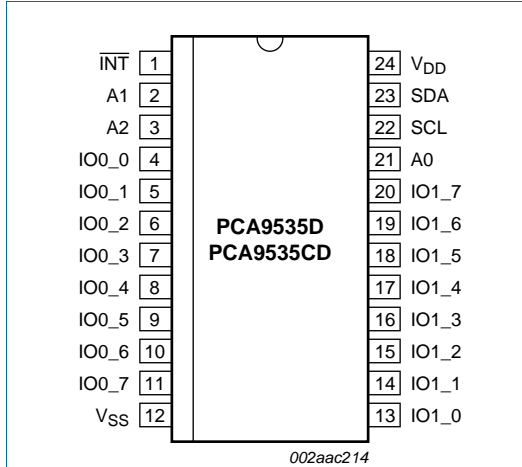 INT 1 24 VDD
A1 2 23 SDA
A2 3 22 SCL
IO0_0 4 21 A0
IO0_1 5 20 IO1_7
IO0_2 6 19 IO1_6
IO0_3 7 18 IO1_5
IO0_4 8 17 IO1_4
IO0_5 9 16 IO1_3
IO0_6 10 15 IO1_2
IO0_7 11 14 IO1_1
VSS 12 13 IO1_0
PCA9535D
PCA9535CD
002aac214